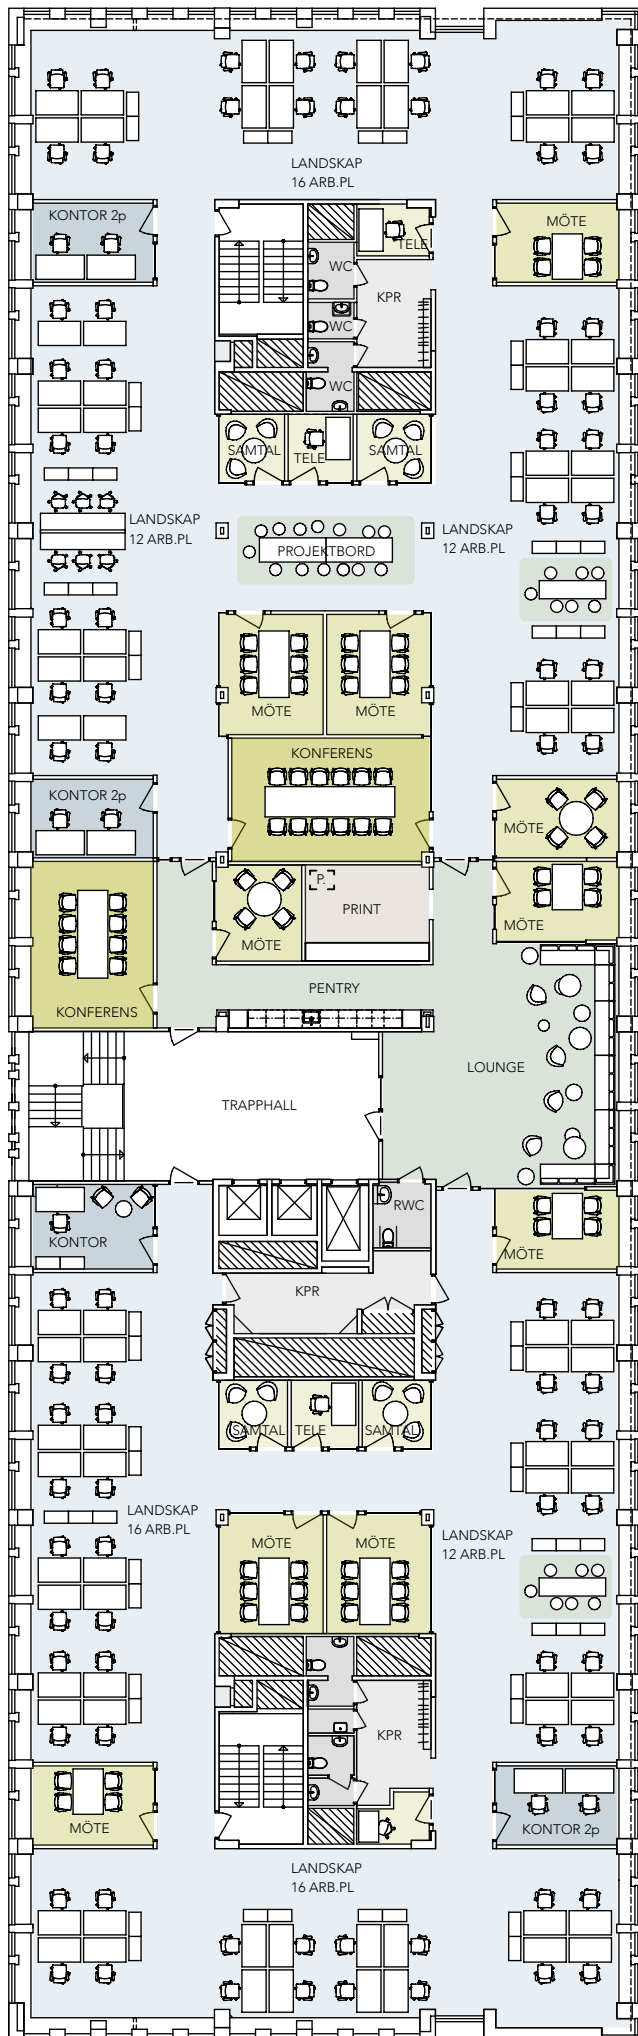 LANDSKAP
16 ARB.PL
KONTOR 2p
TELE
MÖTE
WC
KPR
WC
WC
SAMTAL
TELE
SAMTAL
LANDSKAP
12 ARB.PL
PROJEKTBORD
LANDSKAP
12 ARB.PL
MÖTE
MÖTE
KONFERENS
KONTOR 2p
MÖTE
P.
PRINT
MÖTE
MÖTE
KONFERENS
PENTRY
LOUNGE
TRAPPHALL
RWC
KONTOR
MÖTE
KPR
SAMTAL
TELE
SAMTAL
LANDSKAP
16 ARB.PL
MÖTE
MÖTE
LANDSKAP
12 ARB.PL
KPR
MÖTE
KONTOR 2p
LANDSKAP
16 ARB.PL